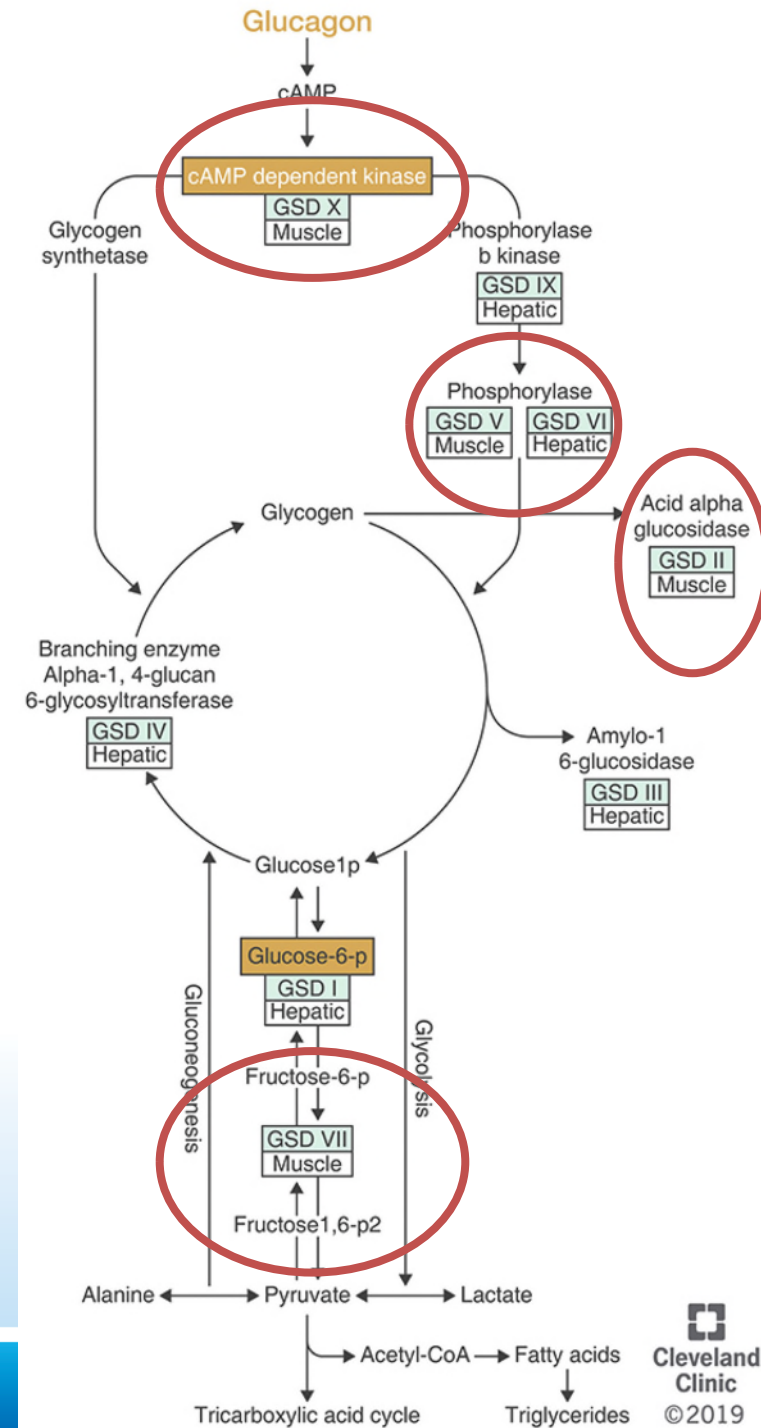 Glucagon
cAMP
cAMP dependent kinase
GSD X
Muscle
Glycogen
synthetase
Phosphorylase
b kinase
GSD IX
Hepatic
Phosphorylase
GSD V
Muscle
GSD VI
Hepatic
Glycogen
Acid alpha
glucosidase
GSD II
Muscle
Branching enzyme
Alpha-1, 4-glucan
6-glycosyltransferase
GSD IV
Hepatic
Amylo-1
6-glucosidase
GSD III
Hepatic
Glucose1p
Glucose-6-p
GSD I
Hepatic
Gluconeogenesis
Glycolysis
Fructose-6-p
GSD VII
Muscle
Fructose1,6-p2
Alanine
Pyruvate
Lactate
Acetyl-CoA
Fatty acids
Tricarboxylic acid cycle
Triglycerides
Cleveland
Clinic
©2019